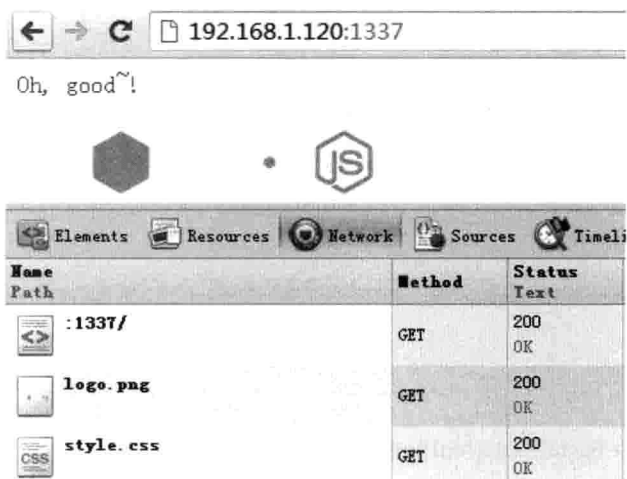 192.168.1.120:1337
Oh, good~!
JS
Elements Resources Network Sources Timeli
Name
Path
Method
Status
Text
:1337/
GET
200
OK
logo.png
GET
200
OK
style.css
CSS
GET
200
OK